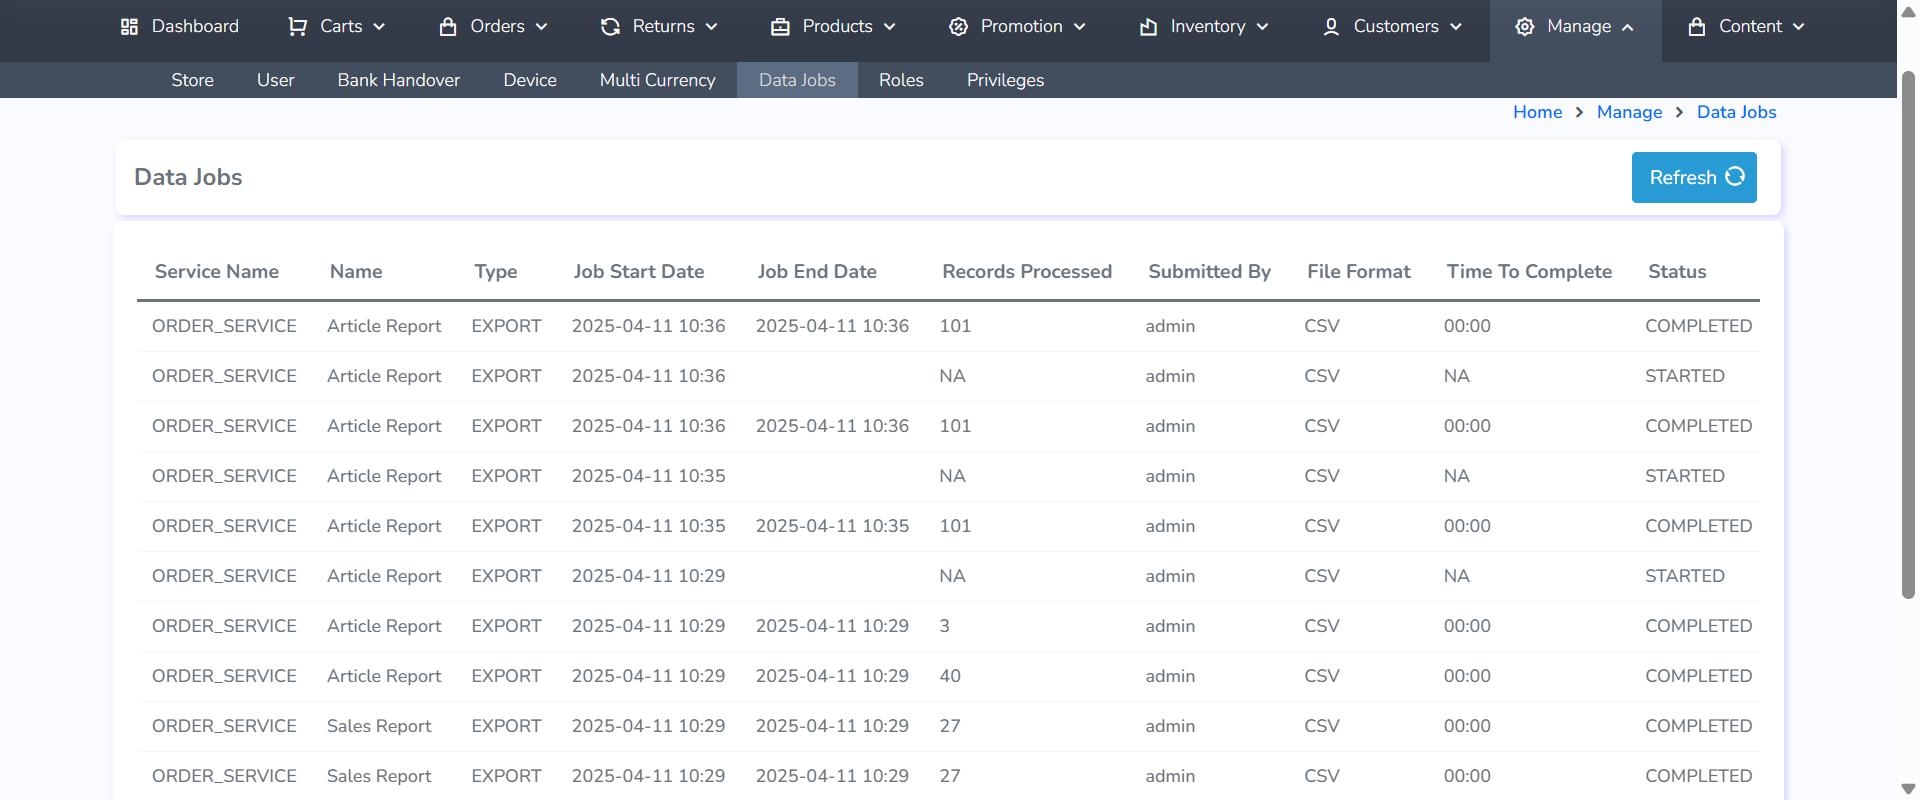 Dashboard Carts Orders Returns Products Promotion Inventory Customers Manage Content
Store User Bank Handover Device Multi Currency Data Jobs Roles Privileges
Home > Manage > Data Jobs
Data Jobs Refresh
Service Name Name Type Job Start Date Job End Date Records Processed Submitted By File Format Time To Complete Status
ORDER_SERVICE Article Report EXPORT 2025-04-11 10:36 2025-04-11 10:36 101 admin CSV 00:00 COMPLETED
ORDER_SERVICE Article Report EXPORT 2025-04-11 10:36 NA admin CSV NA STARTED
ORDER_SERVICE Article Report EXPORT 2025-04-11 10:36 2025-04-11 10:36 101 admin CSV 00:00 COMPLETED
ORDER_SERVICE Article Report EXPORT 2025-04-11 10:35 NA admin CSV NA STARTED
ORDER_SERVICE Article Report EXPORT 2025-04-11 10:35 2025-04-11 10:35 101 admin CSV 00:00 COMPLETED
ORDER_SERVICE Article Report EXPORT 2025-04-11 10:29 NA admin CSV NA STARTED
ORDER_SERVICE Article Report EXPORT 2025-04-11 10:29 2025-04-11 10:29 3 admin CSV 00:00 COMPLETED
ORDER_SERVICE Article Report EXPORT 2025-04-11 10:29 2025-04-11 10:29 40 admin CSV 00:00 COMPLETED
ORDER_SERVICE Sales Report EXPORT 2025-04-11 10:29 2025-04-11 10:29 27 admin CSV 00:00 COMPLETED
ORDER_SERVICE Sales Report EXPORT 2025-04-11 10:29 2025-04-11 10:29 27 admin CSV 00:00 COMPLETED